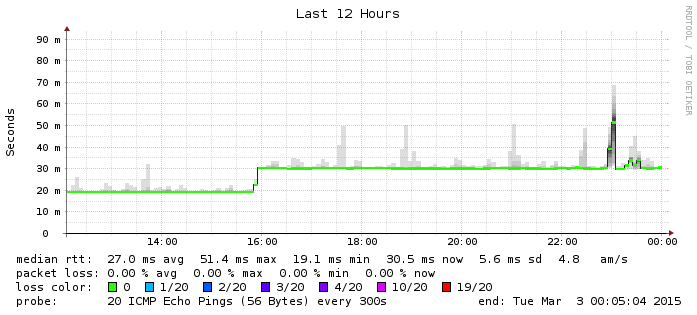 Last 12 Hours
RRDTOOL / TOBI OETIKER
Seconds
90 m
80 m
70 m
60 m
50 m
40 m
30 m
20 m
10 m
0
14:00 16:00 18:00 20:00 22:00 00:00
median rtt: 27.0 ms avg 51.4 ms max 19.1 ms min 30.5 ms now 5.6 ms sd 4.8 am/s
packet loss: 0.00 % avg 0.00 % max 0.00 % min 0.00 % now
loss color: 0 1/20 2/20 3/20 4/20 10/20 19/20
probe: 20 ICMP Echo Pings (56 Bytes) every 300s end: Tue Mar 3 00:05:04 2015